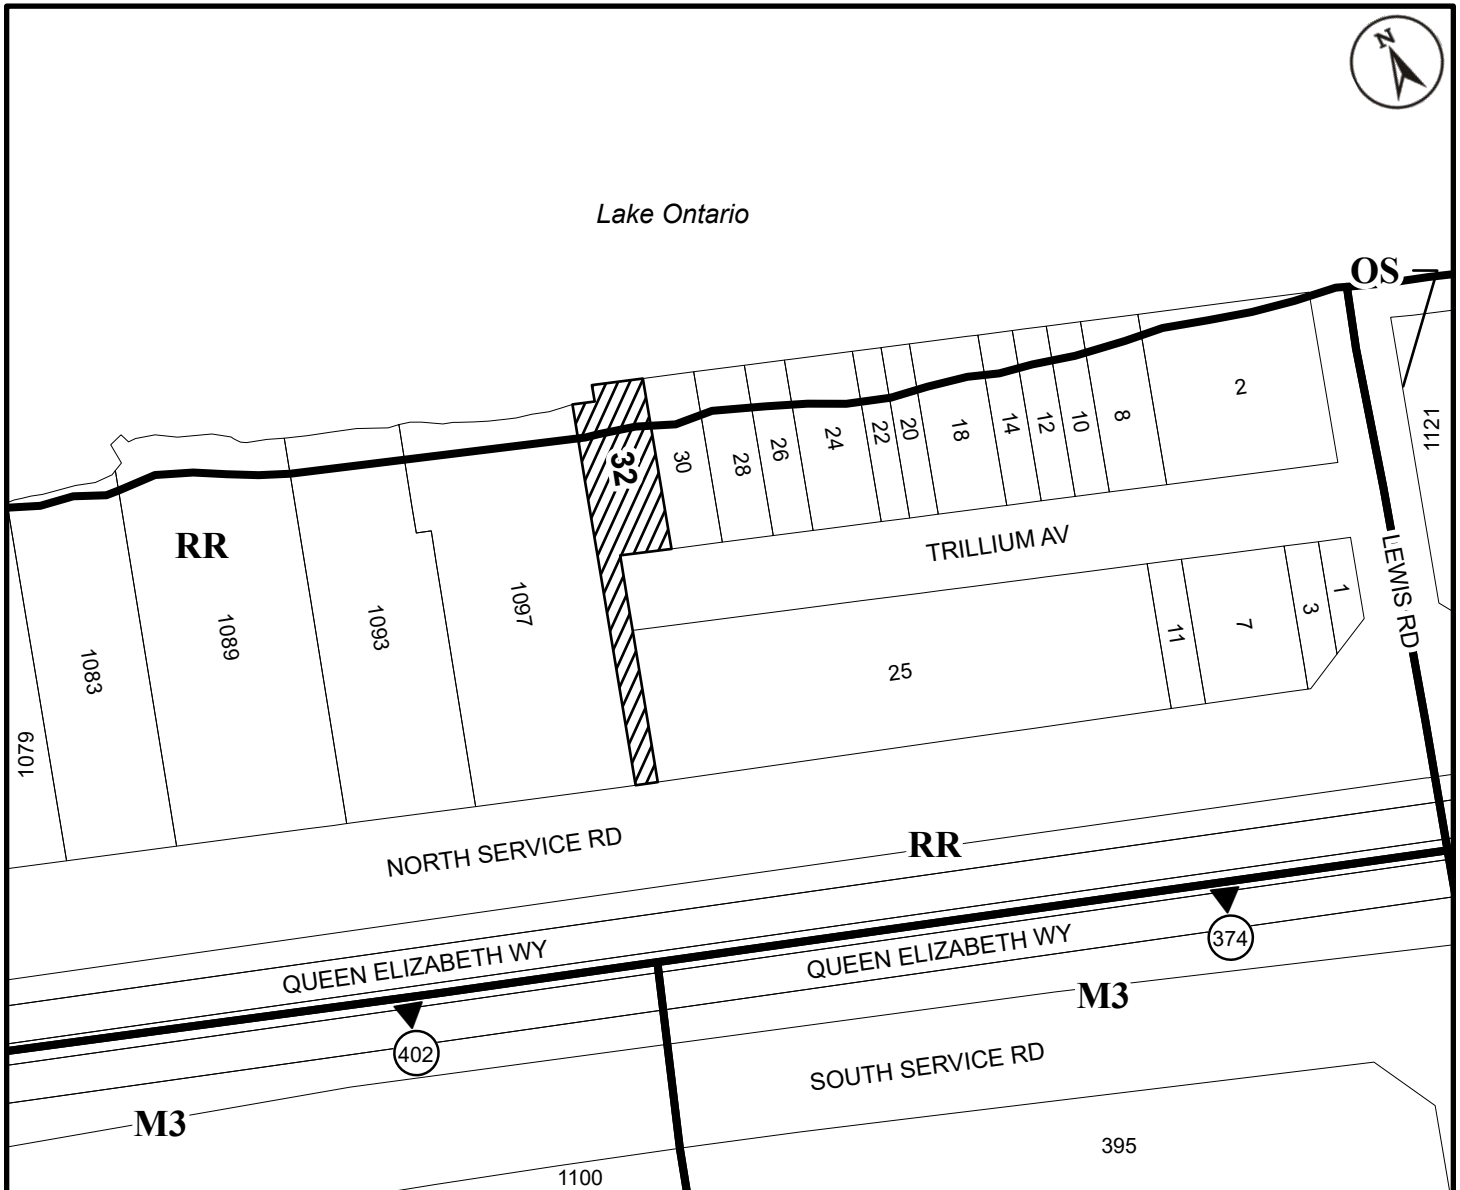 N
Lake Ontario
OS
2
8
10
12
14
18
20
22
24
26
28
30
32
1121
TRILLIUM AV
LEWIS RD
RR
1097
1093
1089
1083
1079
1
3
7
11
25
NORTH SERVICE RD
RR
374
QUEEN ELIZABETH WY
QUEEN ELIZABETH WY
M3
402
SOUTH SERVICE RD
M3
395
1100